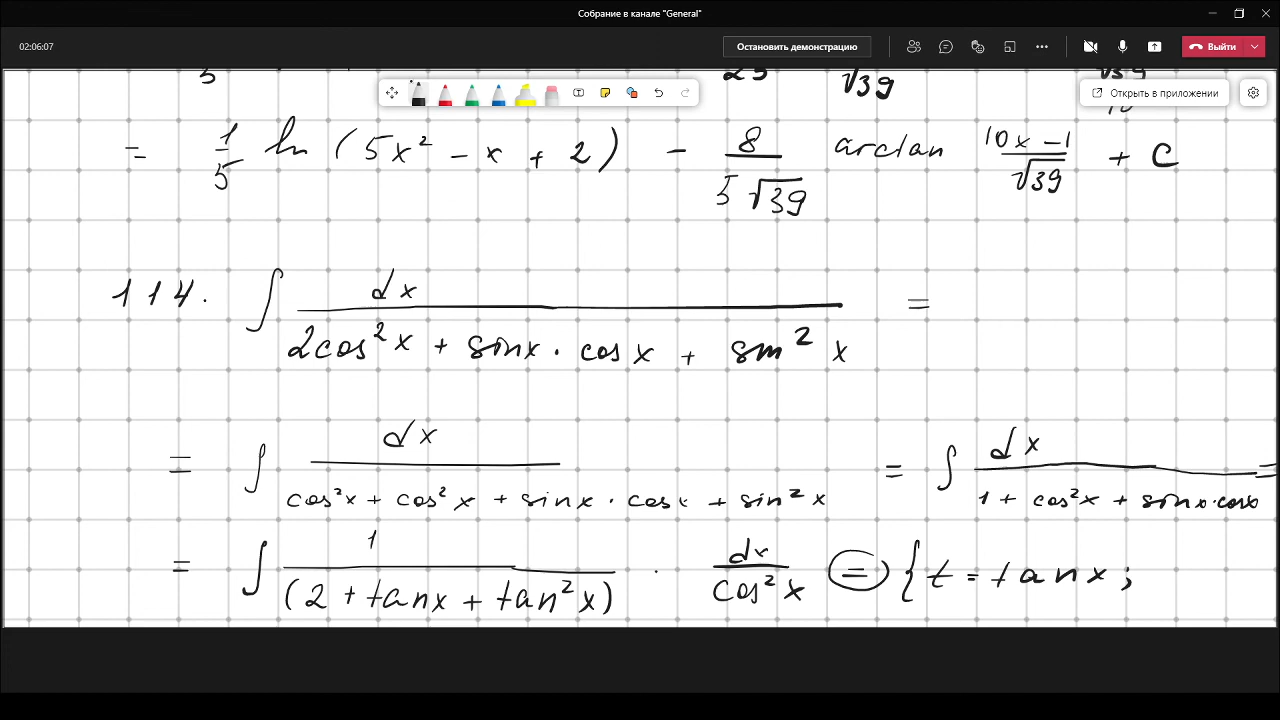 Собрание в канале "General"
02:06:07
Остановить демонстрацию
Выйти
Открыть в приложении
= 1/5 ln (5x² - x + 2) - 8/(5√39) arctan (10x - 1)/√39 + C
114. ∫ dx/(2cos²x + sinx · cosx + sin²x) =
= ∫ dx/(cos²x + cos²x + sinx · cosx + sin²x) = ∫ dx/(1 + cos²x + sinx·cosx) =
= ∫ 1/(2 + tanx + tan²x) · dx/cos²x = { t = tanx;